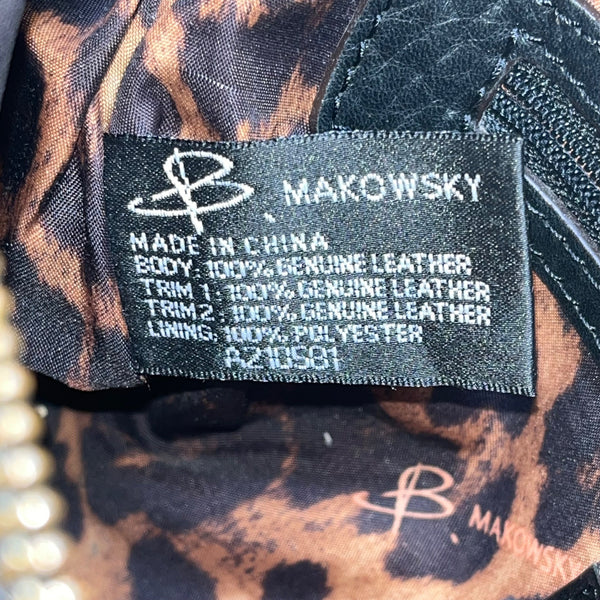 B. MAKOWSKY
MADE IN CHINA
BODY: 100% GENUINE LEATHER
TRIM 1: 100% GENUINE LEATHER
TRIM 2: 100% GENUINE LEATHER
LINING: 100% POLYESTER
A210581
B. MAKOWSKY